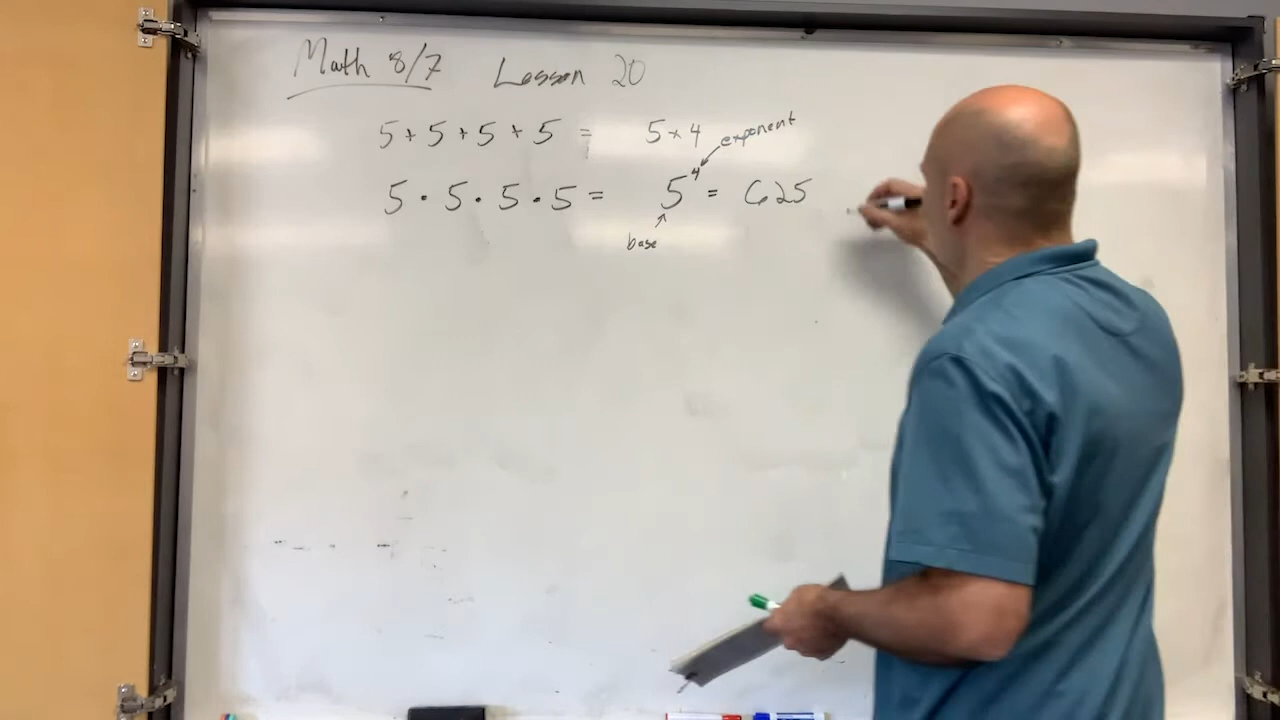 Math 8/7 Lesson 20
5 + 5 + 5 + 5 = 5 × 4 exponent
5 · 5 · 5 · 5 = 5⁴ = 625
base